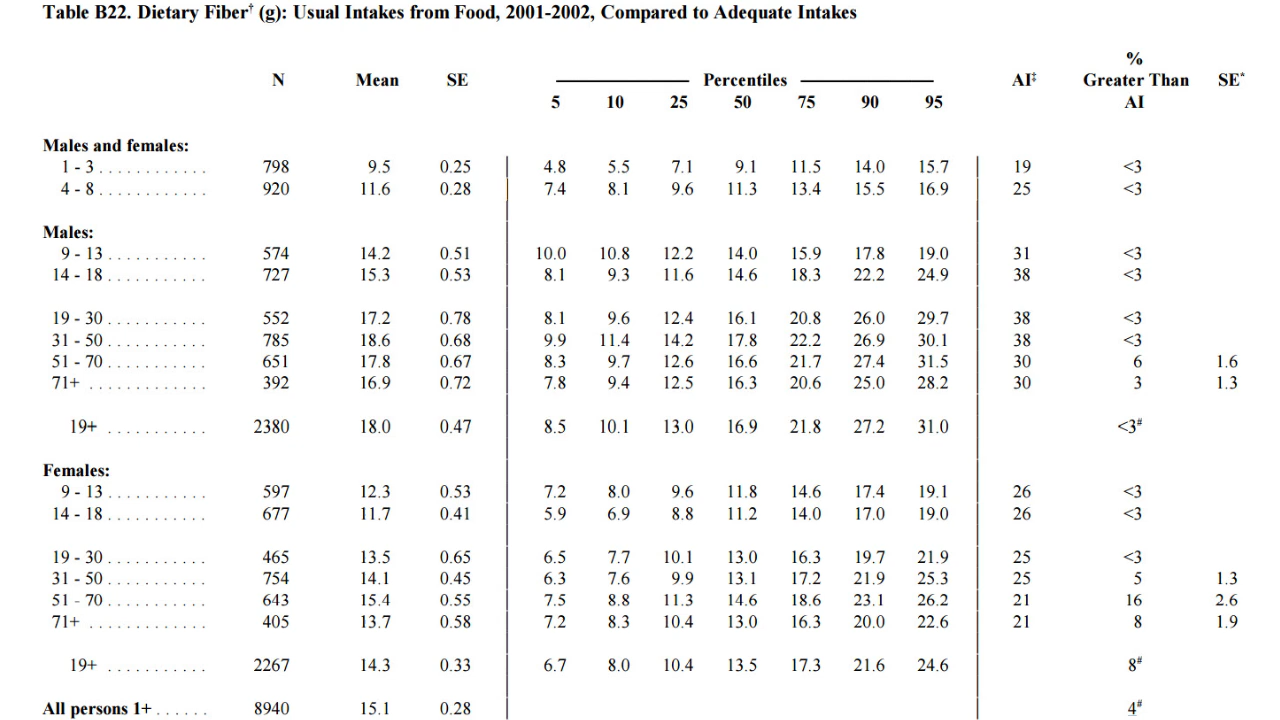 Table B22. Dietary Fiber† (g): Usual Intakes from Food, 2001-2002, Compared to Adequate Intakes
%
N Mean SE Percentiles AI‡ Greater Than SE*
5 10 25 50 75 90 95 AI
Males and females:
1 - 3 . . . . . . . . . . . . 798 9.5 0.25 4.8 5.5 7.1 9.1 11.5 14.0 15.7 19 <3
4 - 8 . . . . . . . . . . . . 920 11.6 0.28 7.4 8.1 9.6 11.3 13.4 15.5 16.9 25 <3
Males:
9 - 13 . . . . . . . . . . . 574 14.2 0.51 10.0 10.8 12.2 14.0 15.9 17.8 19.0 31 <3
14 - 18 . . . . . . . . . . . 727 15.3 0.53 8.1 9.3 11.6 14.6 18.3 22.2 24.9 38 <3
19 - 30 . . . . . . . . . . . 552 17.2 0.78 8.1 9.6 12.4 16.1 20.8 26.0 29.7 38 <3
31 - 50 . . . . . . . . . . . 785 18.6 0.68 9.9 11.4 14.2 17.8 22.2 26.9 30.1 38 <3
51 - 70 . . . . . . . . . . . 651 17.8 0.67 8.3 9.7 12.6 16.6 21.7 27.4 31.5 30 6 1.6
71+ . . . . . . . . . . . . . 392 16.9 0.72 7.8 9.4 12.5 16.3 20.6 25.0 28.2 30 3 1.3
19+ . . . . . . . . . . . 2380 18.0 0.47 8.5 10.1 13.0 16.9 21.8 27.2 31.0 <3#
Females:
9 - 13 . . . . . . . . . . . 597 12.3 0.53 7.2 8.0 9.6 11.8 14.6 17.4 19.1 26 <3
14 - 18 . . . . . . . . . . . 677 11.7 0.41 5.9 6.9 8.8 11.2 14.0 17.0 19.0 26 <3
19 - 30 . . . . . . . . . . . 465 13.5 0.65 6.5 7.7 10.1 13.0 16.3 19.7 21.9 25 <3
31 - 50 . . . . . . . . . . . 754 14.1 0.45 6.3 7.6 9.9 13.1 17.2 21.9 25.3 25 5 1.3
51 - 70 . . . . . . . . . . . 643 15.4 0.55 7.5 8.8 11.3 14.6 18.6 23.1 26.2 21 16 2.6
71+ . . . . . . . . . . . . . 405 13.7 0.58 7.2 8.3 10.4 13.0 16.3 20.0 22.6 21 8 1.9
19+ . . . . . . . . . . . 2267 14.3 0.33 6.7 8.0 10.4 13.5 17.3 21.6 24.6 8#
All persons 1+ . . . . . . 8940 15.1 0.28 4#